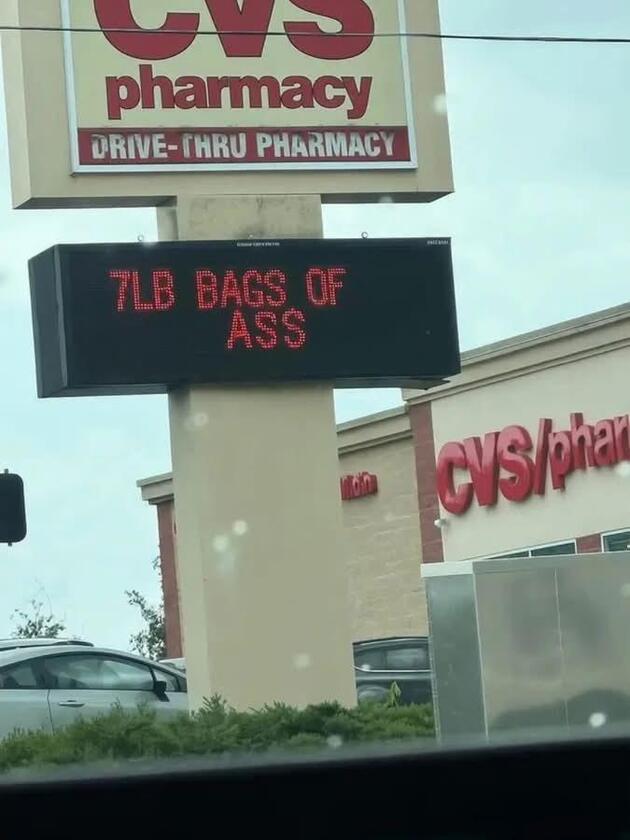 CVS
pharmacy
DRIVE-THRU PHARMACY
7LB BAGS OF
ASS
CVS/phar